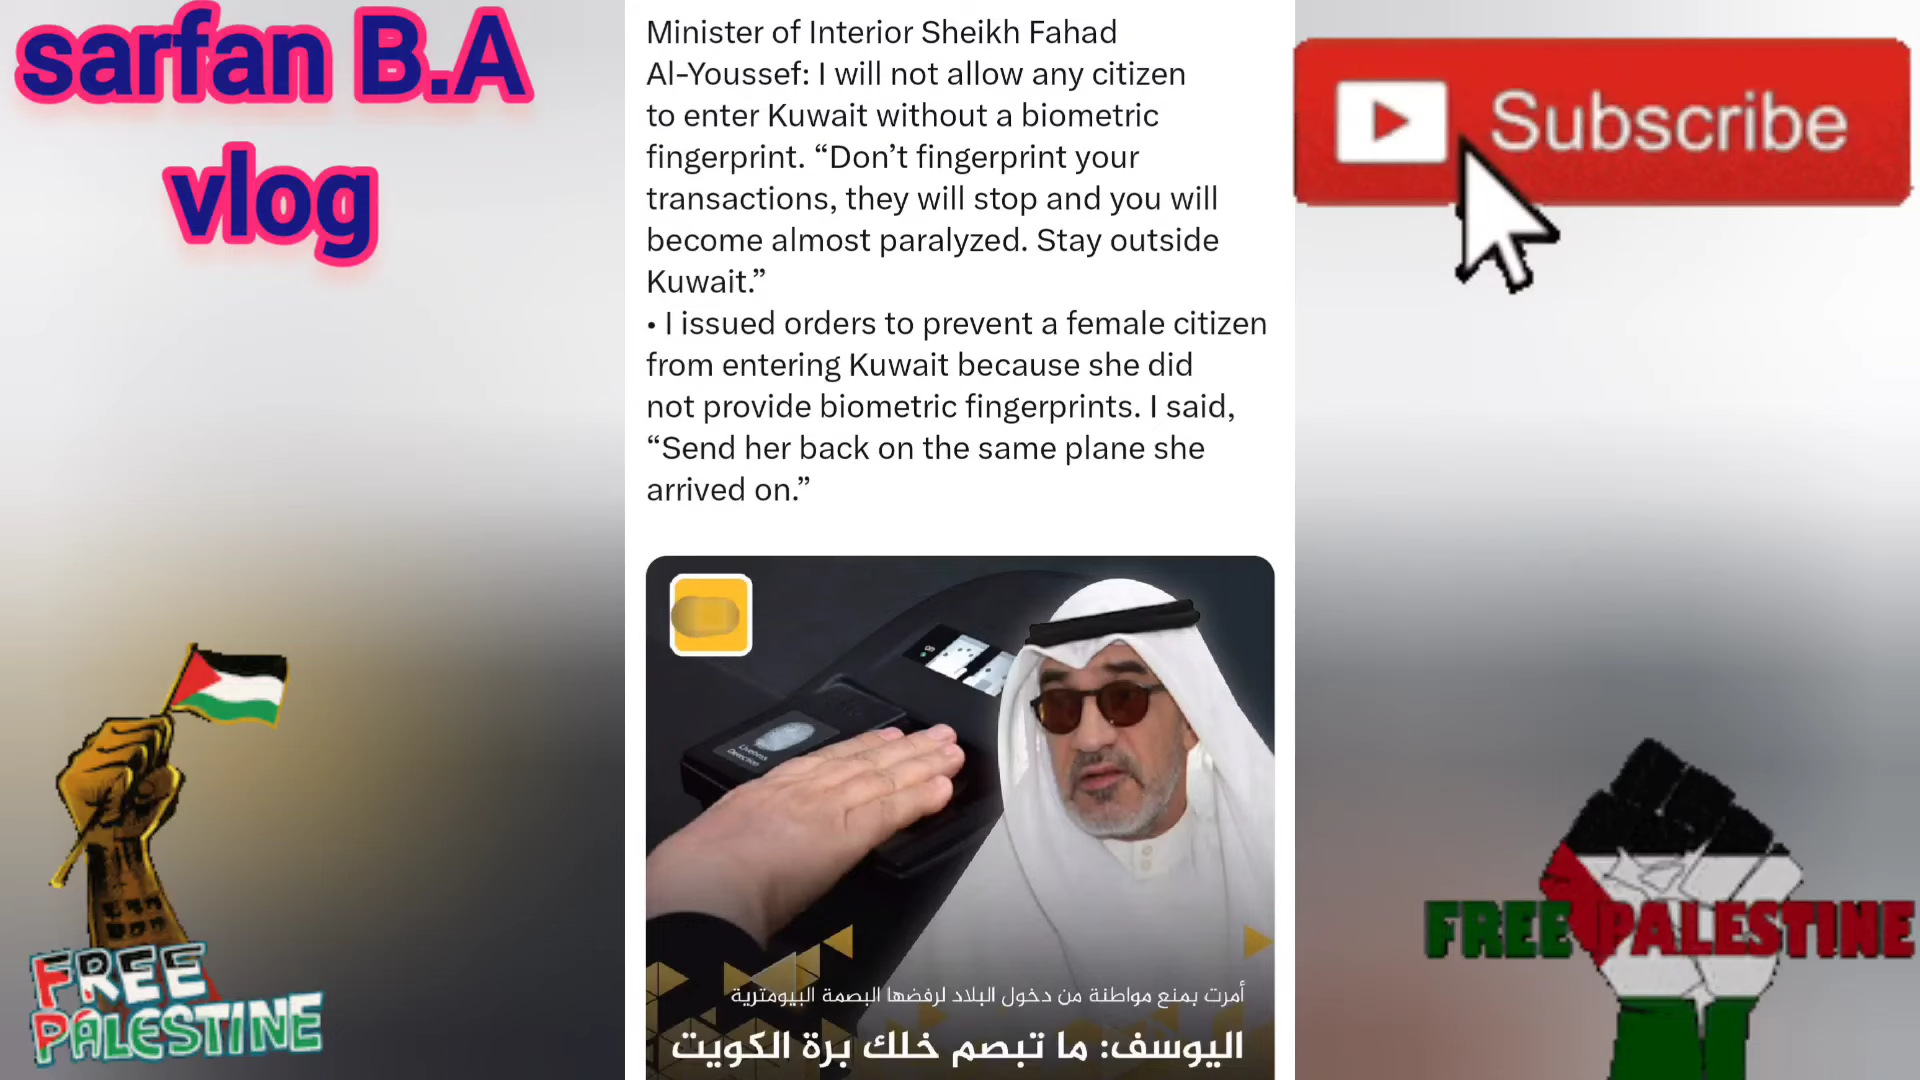 sarfan B.A
vlog
Minister of Interior Sheikh Fahad
Al-Youssef: I will not allow any citizen
to enter Kuwait without a biometric
fingerprint. “Don’t fingerprint your
transactions, they will stop and you will
become almost paralyzed. Stay outside
Kuwait.”
• I issued orders to prevent a female citizen
from entering Kuwait because she did
not provide biometric fingerprints. I said,
“Send her back on the same plane she
arrived on.”
Subscribe
Liveness
Detection
أمرت بمنع مواطنة من دخول البلاد لرفضها البصمة البيومترية
اليوسف: ما تبصم خلك برة الكويت
FREE
PALESTINE
FREE PALESTINE